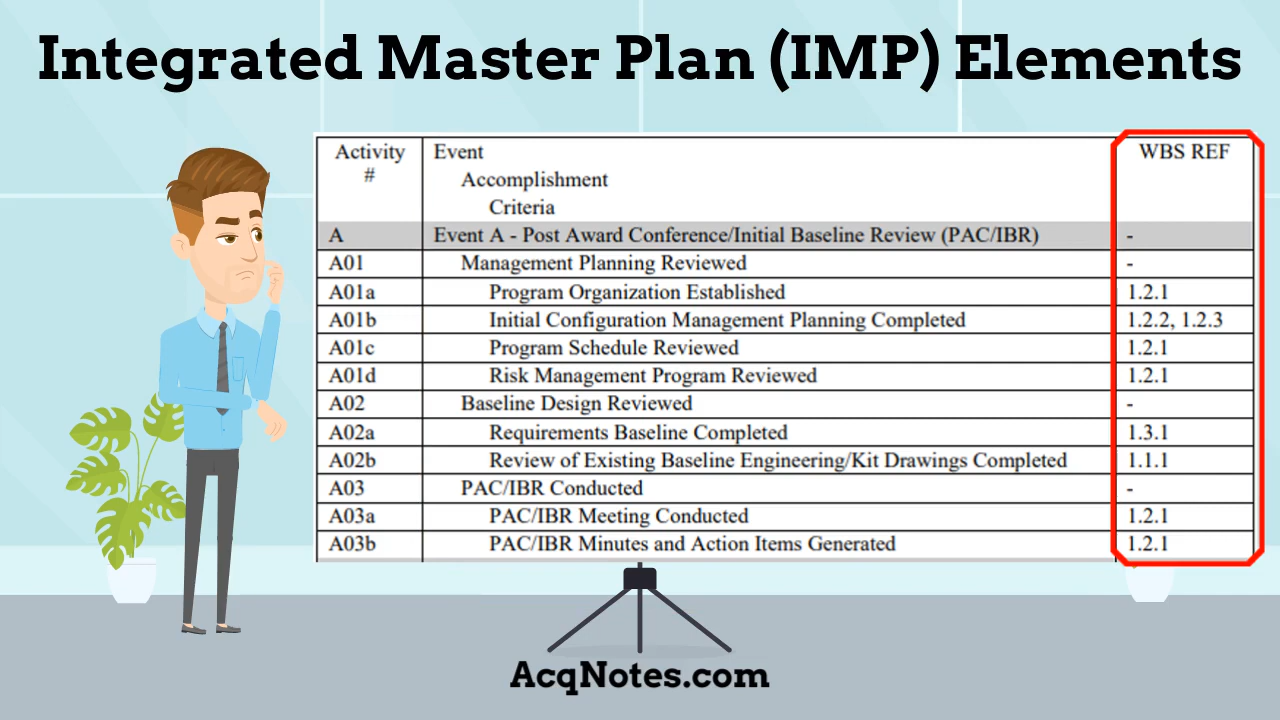 Integrated Master Plan (IMP) Elements
Activity # Event WBS REF
Accomplishment
Criteria
A Event A - Post Award Conference/Initial Baseline Review (PAC/IBR) -
A01 Management Planning Reviewed -
A01a Program Organization Established 1.2.1
A01b Initial Configuration Management Planning Completed 1.2.2, 1.2.3
A01c Program Schedule Reviewed 1.2.1
A01d Risk Management Program Reviewed 1.2.1
A02 Baseline Design Reviewed -
A02a Requirements Baseline Completed 1.3.1
A02b Review of Existing Baseline Engineering/Kit Drawings Completed 1.1.1
A03 PAC/IBR Conducted -
A03a PAC/IBR Meeting Conducted 1.2.1
A03b PAC/IBR Minutes and Action Items Generated 1.2.1
AcqNotes.com